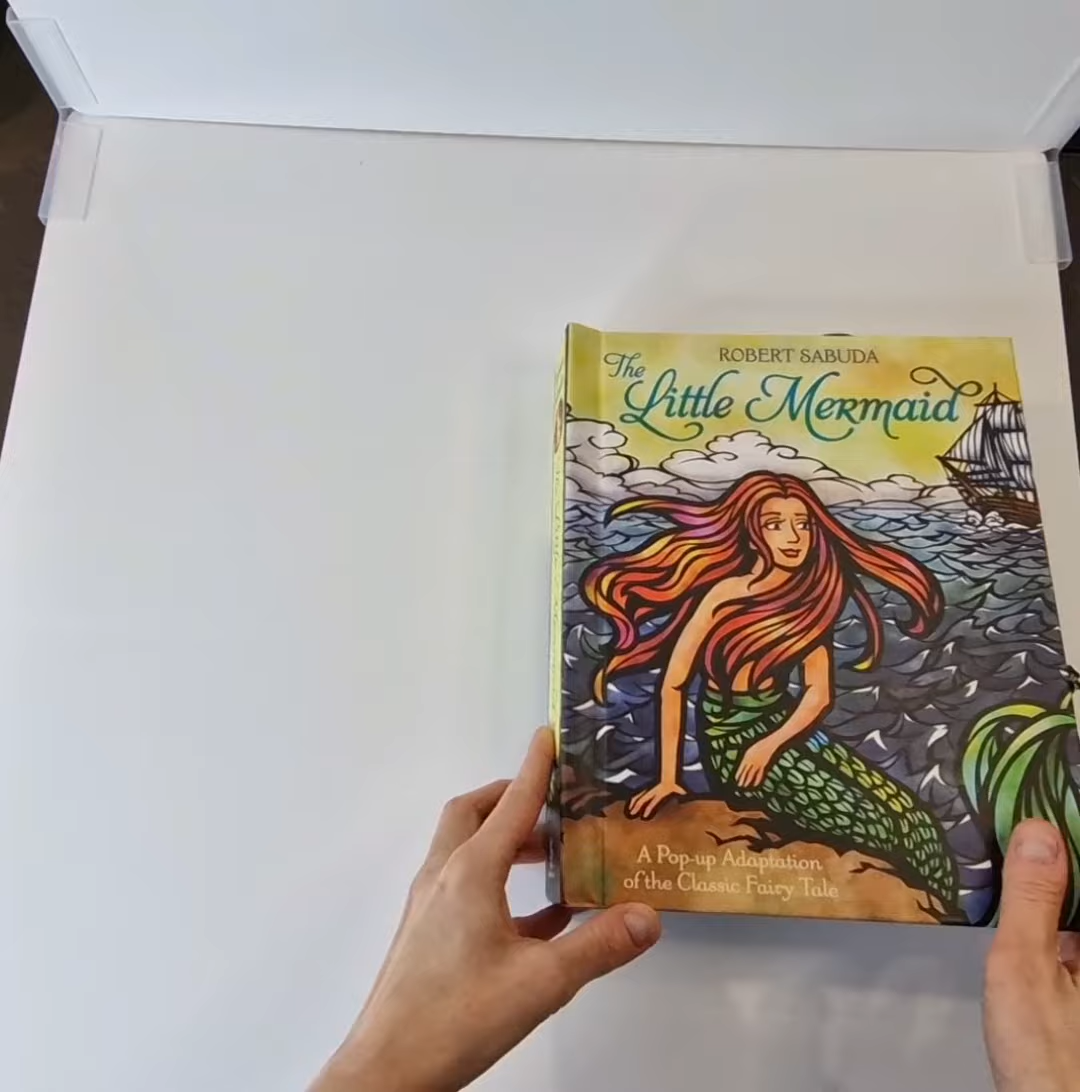 ROBERT SABUDA
The
Little Mermaid
A Pop-up Adaptation
of the Classic Fairy Tale